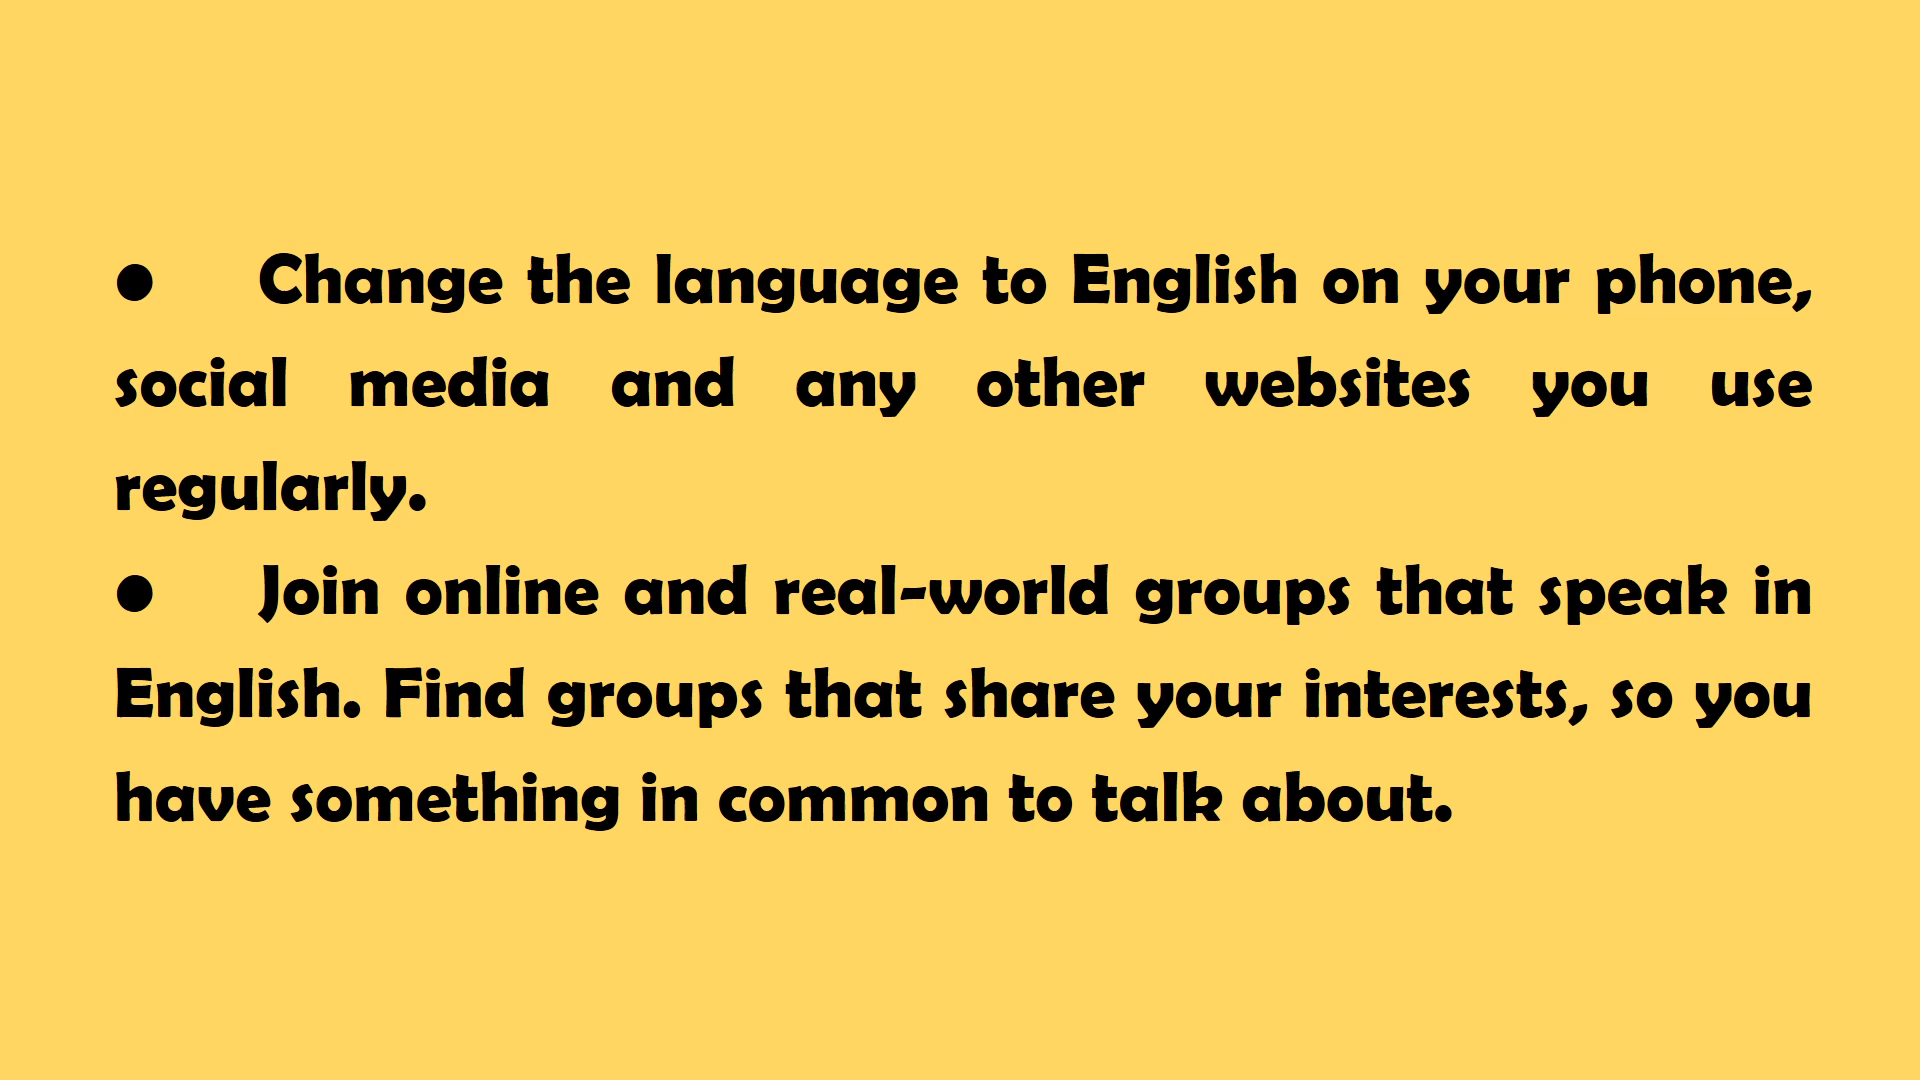 ● Change the language to English on your phone,
social media and any other websites you use
regularly.
● Join online and real-world groups that speak in
English. Find groups that share your interests, so you
have something in common to talk about.